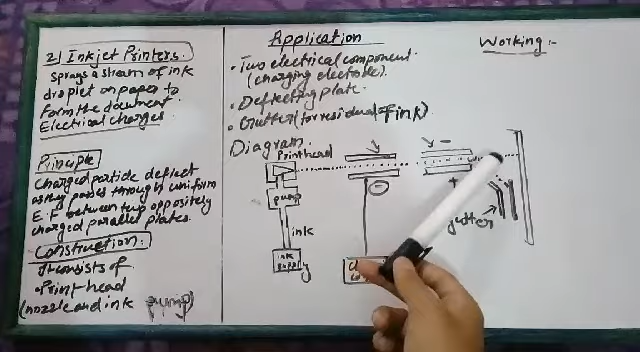 2) Inkjet Printers.
sprays a stream of ink
droplet on paper to
form the document.
Electrical charges
Principle
Charged particle deflect
as they passes through uniform
E.F between two oppositely
charged parallel plates.
Construction:
It consists of
• Print head
(nozzle and ink pump)
Application
• Two electrical component
(charging electrode).
• Deflecting plate.
• Gutter (for residual of ink)
Diagram.
Printhead
pump
ink
ink
supply
-
-
+
gutter
Working:-